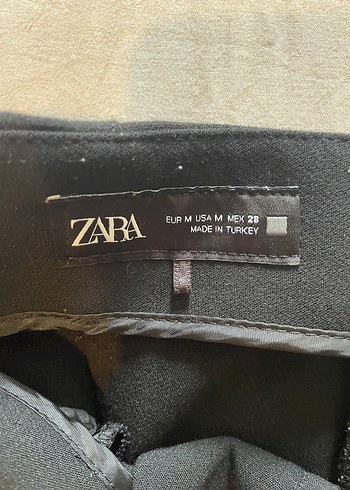 ZARA
EUR M USA M MEX 28
MADE IN TURKEY